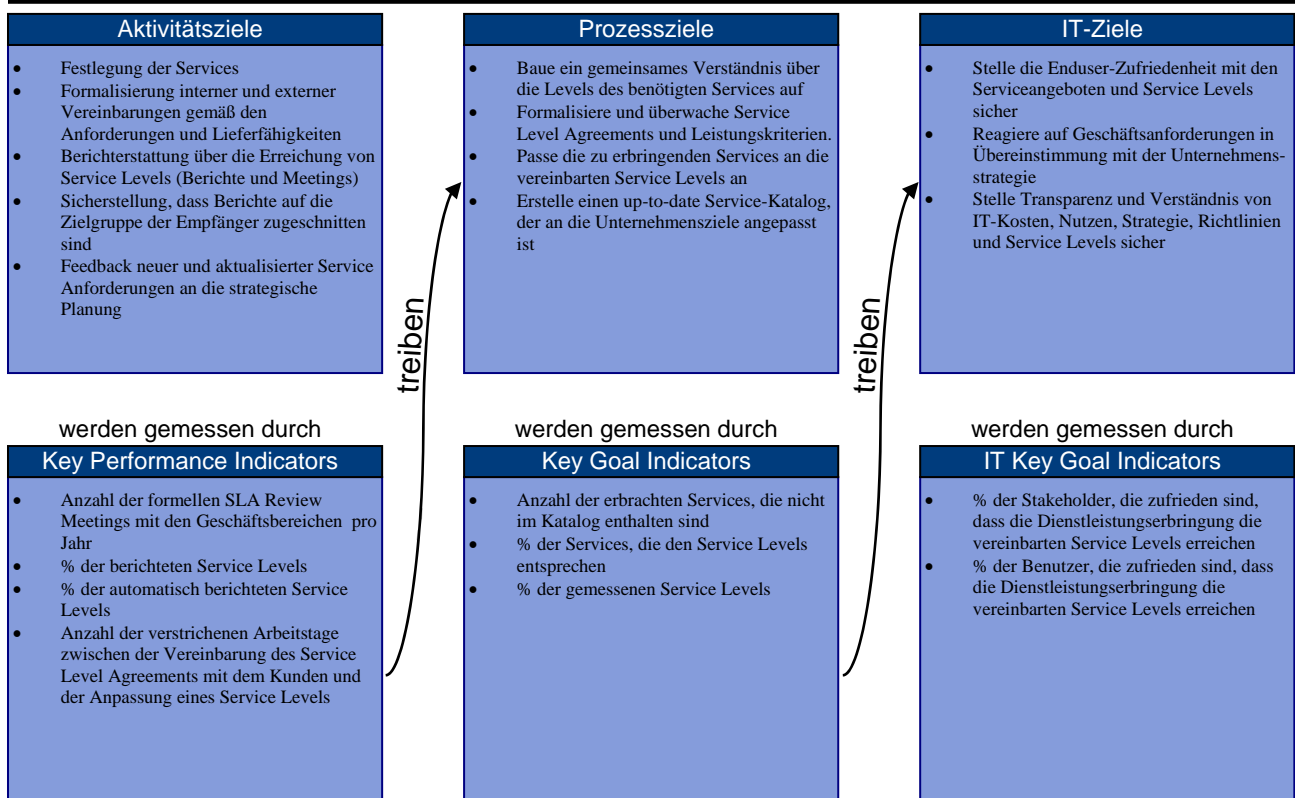 Aktivitätsziele
• Festlegung der Services
• Formalisierung interner und externer
Vereinbarungen gemäß den
Anforderungen und Lieferfähigkeiten
• Berichterstattung über die Erreichung von
Service Levels (Berichte und Meetings)
• Sicherstellung, dass Berichte auf die
Zielgruppe der Empfänger zugeschnitten
sind
• Feedback neuer und aktualisierter Service
Anforderungen an die strategische
Planung
treiben
Prozessziele
• Baue ein gemeinsames Verständnis über
die Levels des benötigten Services auf
• Formalisiere und überwache Service
Level Agreements und Leistungskriterien.
• Passe die zu erbringenden Services an die
vereinbarten Service Levels an
• Erstelle einen up-to-date Service-Katalog,
der an die Unternehmensziele angepasst
ist
treiben
IT-Ziele
• Stelle die Enduser-Zufriedenheit mit den
Serviceangeboten und Service Levels
sicher
• Reagiere auf Geschäftsanforderungen in
Übereinstimmung mit der Unternehmens-
strategie
• Stelle Transparenz und Verständnis von
IT-Kosten, Nutzen, Strategie, Richtlinien
und Service Levels sicher
werden gemessen durch
Key Performance Indicators
• Anzahl der formellen SLA Review
Meetings mit den Geschäftsbereichen pro
Jahr
• % der berichteten Service Levels
• % der automatisch berichteten Service
Levels
• Anzahl der verstrichenen Arbeitstage
zwischen der Vereinbarung des Service
Level Agreements mit dem Kunden und
der Anpassung eines Service Levels
werden gemessen durch
Key Goal Indicators
• Anzahl der erbrachten Services, die nicht
im Katalog enthalten sind
• % der Services, die den Service Levels
entsprechen
• % der gemessenen Service Levels
werden gemessen durch
IT Key Goal Indicators
• % der Stakeholder, die zufrieden sind,
dass die Dienstleistungserbringung die
vereinbarten Service Levels erreichen
• % der Benutzer, die zufrieden sind, dass
die Dienstleistungserbringung die
vereinbarten Service Levels erreichen